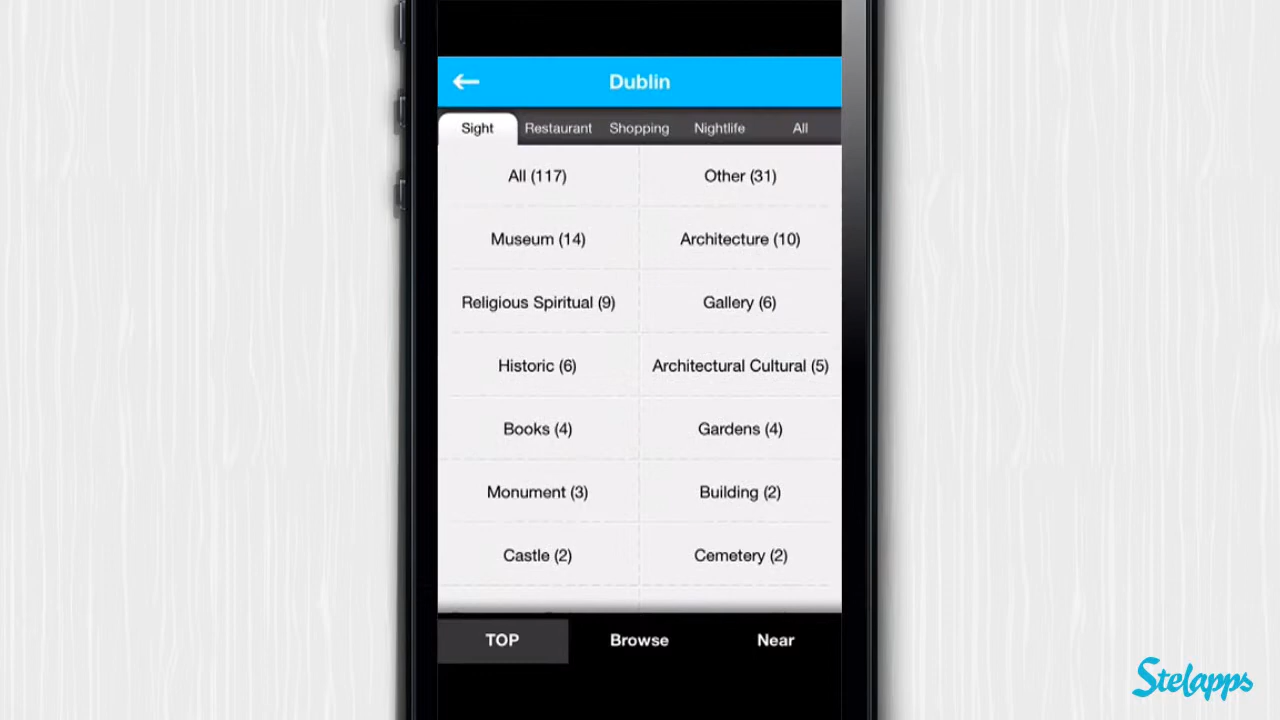 Dublin
Sight Restaurant Shopping Nightlife All
All (117) Other (31)
Museum (14) Architecture (10)
Religious Spiritual (9) Gallery (6)
Historic (6) Architectural Cultural (5)
Books (4) Gardens (4)
Monument (3) Building (2)
Castle (2) Cemetery (2)
TOP Browse Near
Stelapps